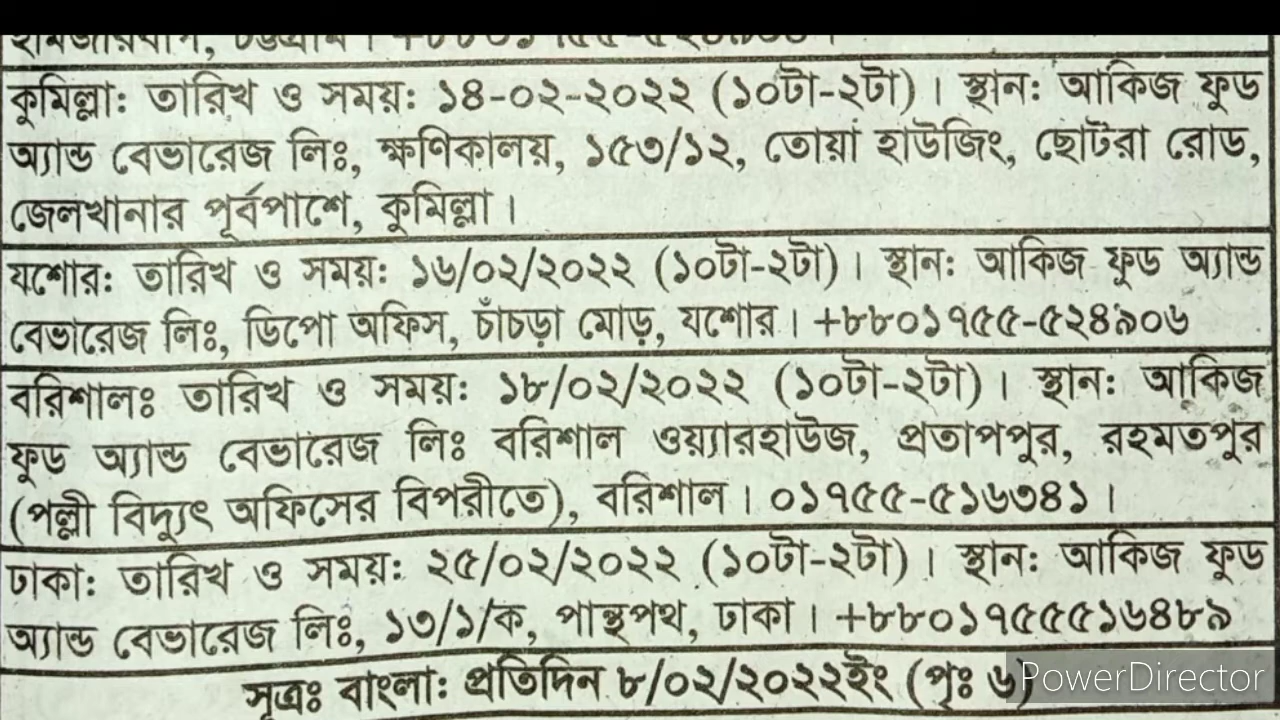 কুমিল্লা: তারিখ ও সময়: ১৪-০২-২০২২ (১০টা-২টা)। স্থান: আকিজ ফুড
অ্যান্ড বেভারেজ লিঃ, ক্ষণিকালয়, ১৫৩/১২, তোয়া হাউজিং, ছোটরা রোড,
জেলখানার পূর্বপাশে, কুমিল্লা।
যশোর: তারিখ ও সময়: ১৬/০২/২০২২ (১০টা-২টা)। স্থান: আকিজ ফুড অ্যান্ড
বেভারেজ লিঃ, ডিপো অফিস, চাঁচড়া মোড়, যশোর। +৮৮০১৭৫৫-৫২৪৯০৬
বরিশালঃ তারিখ ও সময়: ১৮/০২/২০২২ (১০টা-২টা)। স্থান: আকিজ
ফুড অ্যান্ড বেভারেজ লিঃ বরিশাল ওয়্যারহাউজ, প্রতাপপুর, রহমতপুর
(পল্লী বিদ্যুৎ অফিসের বিপরীতে), বরিশাল। ০১৭৫৫-৫১৬৩৪১।
ঢাকা: তারিখ ও সময়: ২৫/০২/২০২২ (১০টা-২টা)। স্থান: আকিজ ফুড
অ্যান্ড বেভারেজ লিঃ, ১৩/১/ক, পান্থপথ, ঢাকা। +৮৮০১৭৫৫৫১৬৪৮৯
সূত্রঃ বাংলা: প্রতিদিন ৮/০২/২০২২ইং (পৃঃ ৬)
PowerDirector